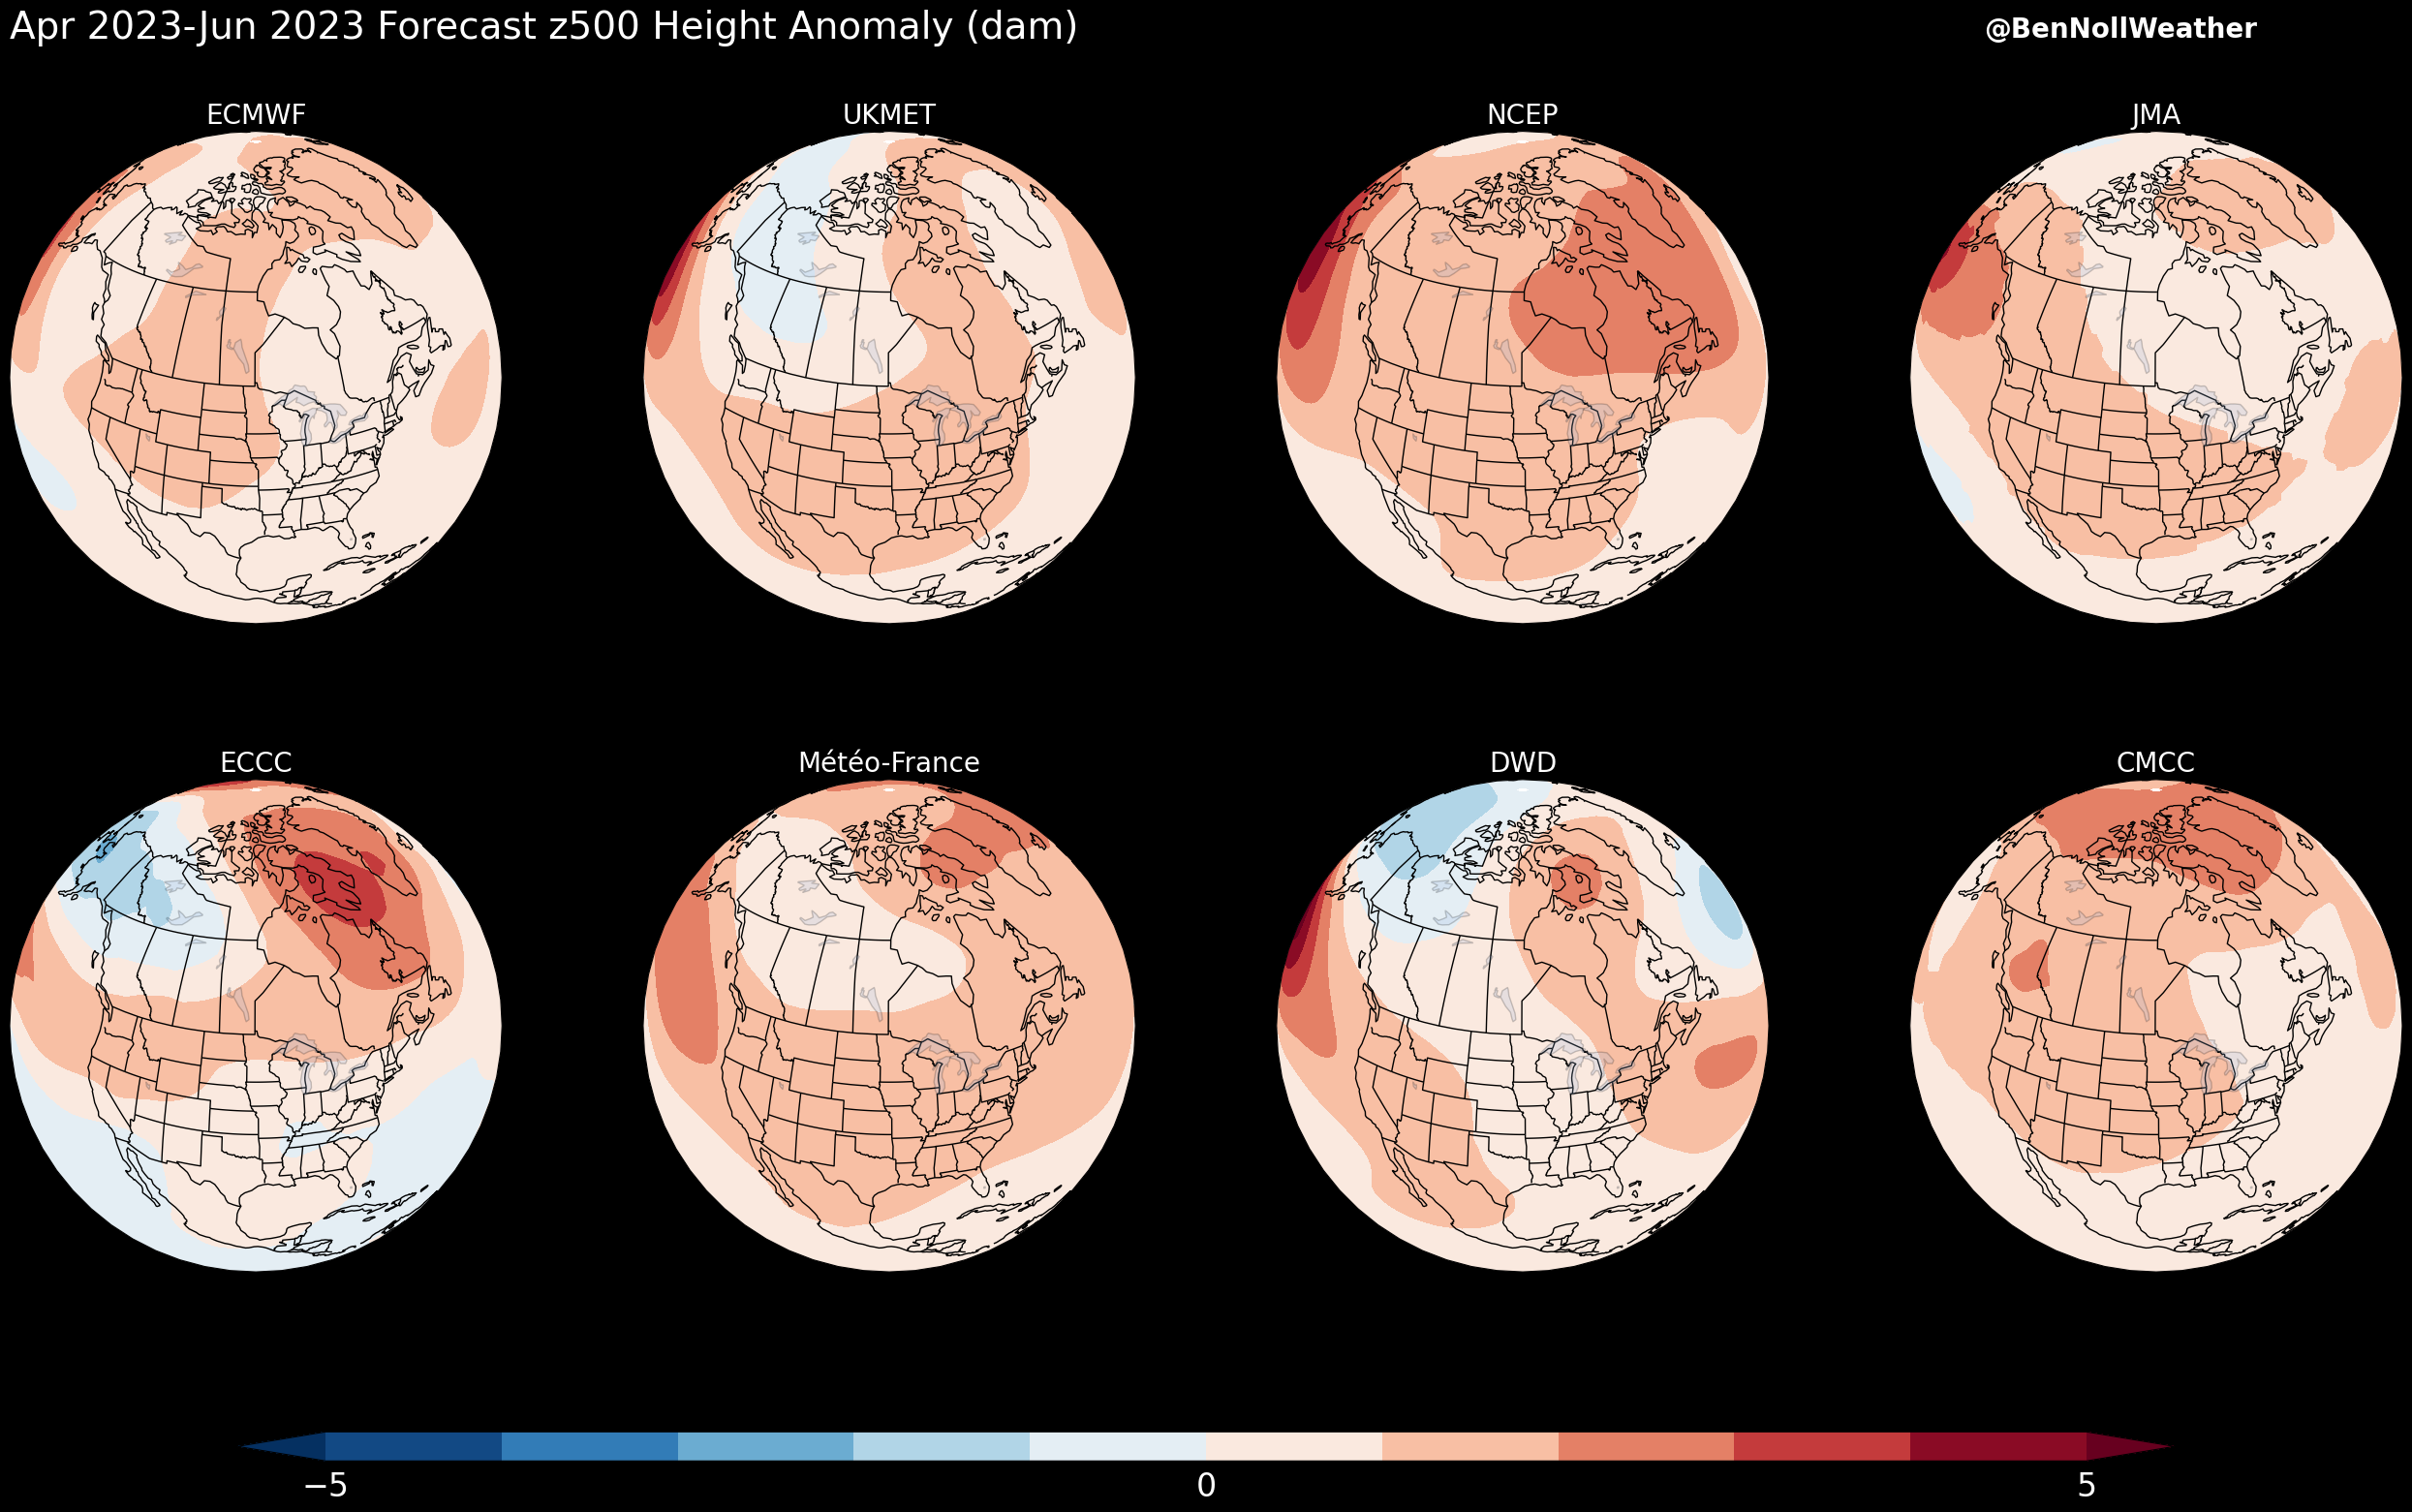 Apr 2023-Jun 2023 Forecast z500 Height Anomaly (dam)
@BenNollWeather
ECMWF
UKMET
NCEP
JMA
ECCC
Météo-France
DWD
CMCC
−5
0
5